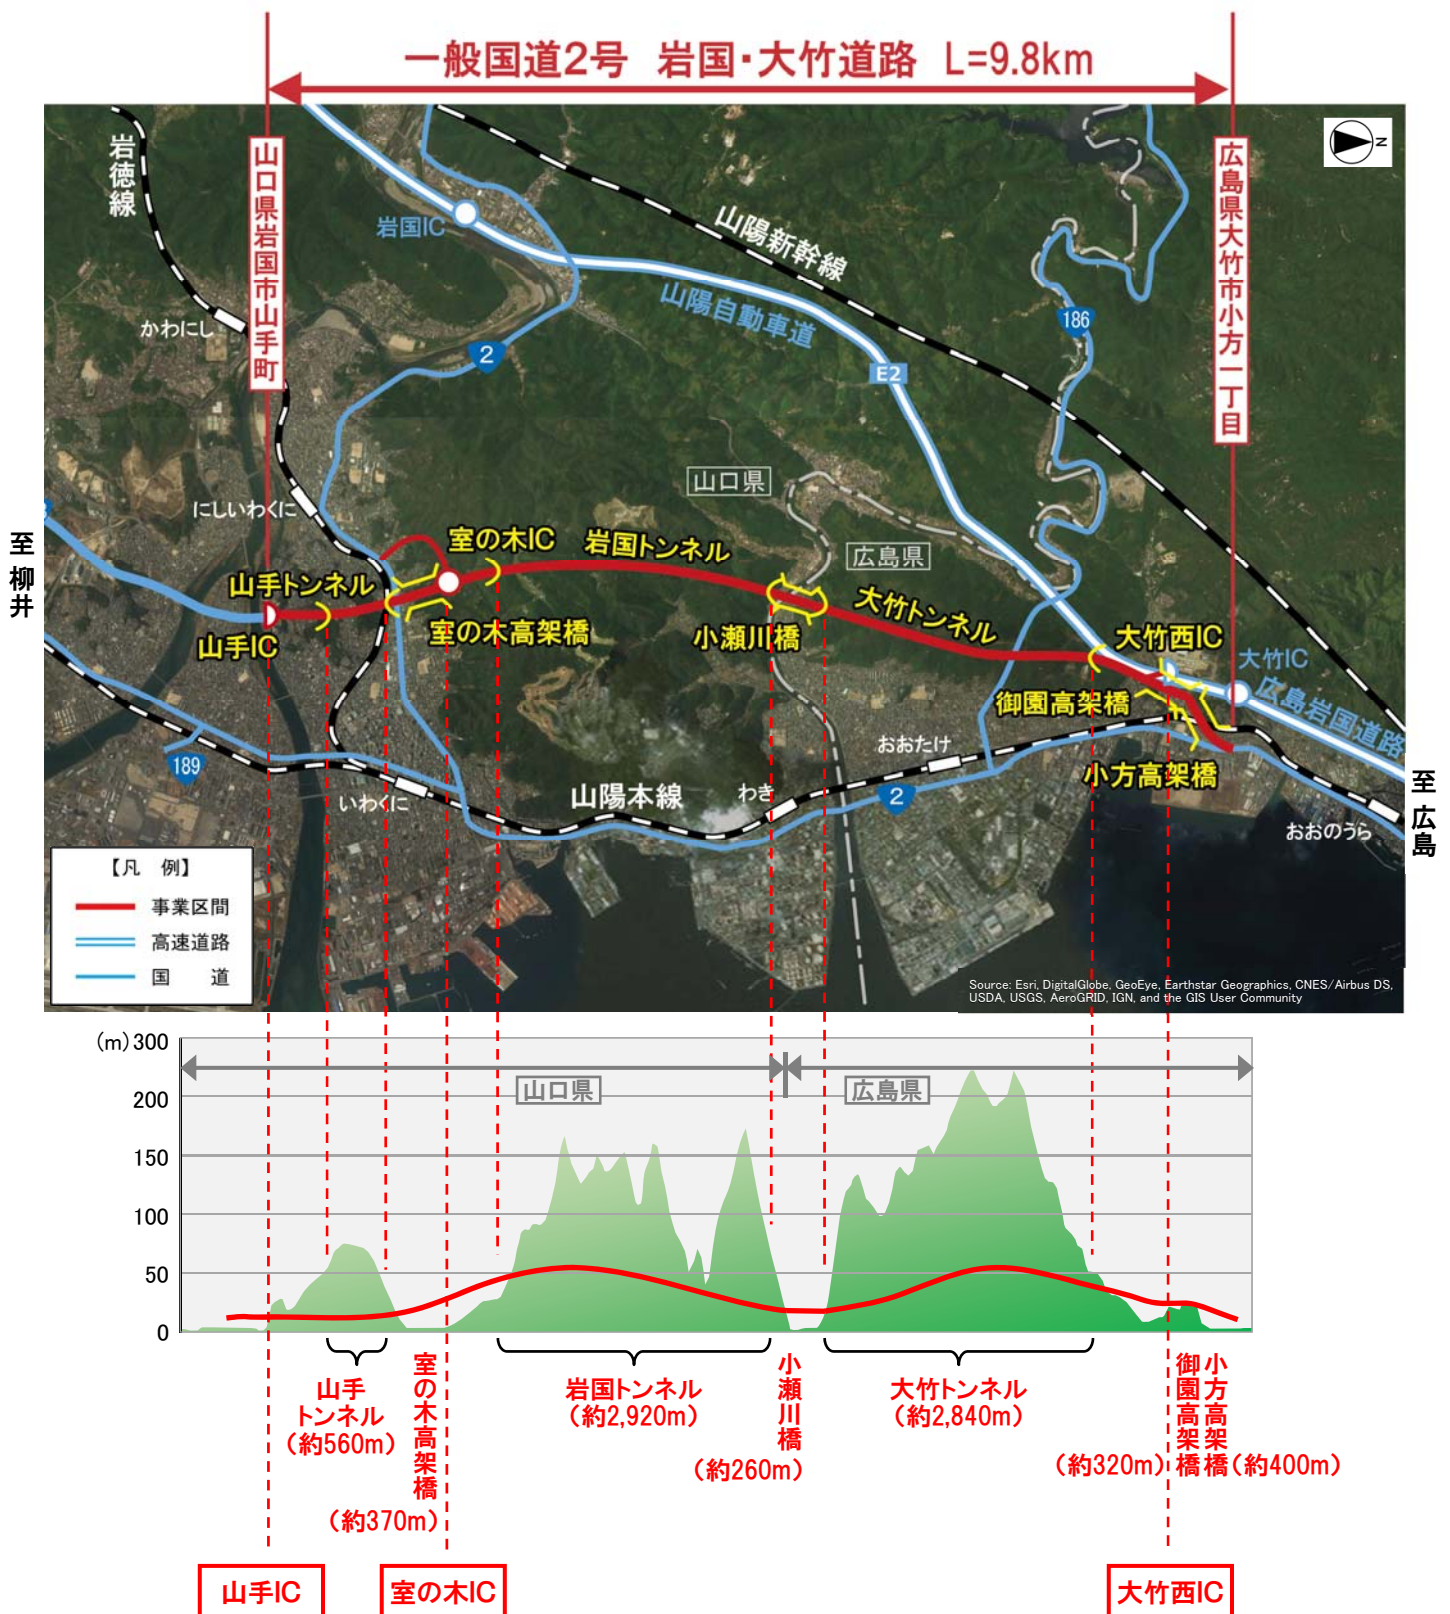 一般国道2号 岩国・大竹道路 L=9.8km
山口県岩国市山手町
広島県大竹市小方一丁目
N
岩徳線
岩国IC
山陽新幹線
山陽自動車道
186
かわにし
2
E2
山口県
にしいわくに
至柳井
室の木IC
岩国トンネル
広島県
山手トンネル
大竹トンネル
山手IC
室の木高架橋
小瀬川橋
大竹西IC
大竹IC
広島岩国道路
御園高架橋
おおたけ
189
小方高架橋
いわくに
山陽本線
わき
2
至広島
おおのうら
【凡 例】
事業区間
高速道路
国 道
Source: Esri, DigitalGlobe, GeoEye, Earthstar Geographics, CNES/Airbus DS,
USDA, USGS, AeroGRID, IGN, and the GIS User Community
(m)300
山口県
広島県
200
150
100
50
0
山手
トンネル
(約560m)
室の木高架橋
(約370m)
岩国トンネル
(約2,920m)
小瀬川橋
(約260m)
大竹トンネル
(約2,840m)
御園高架橋
(約320m)
小方高架橋
(約400m)
山手IC
室の木IC
大竹西IC